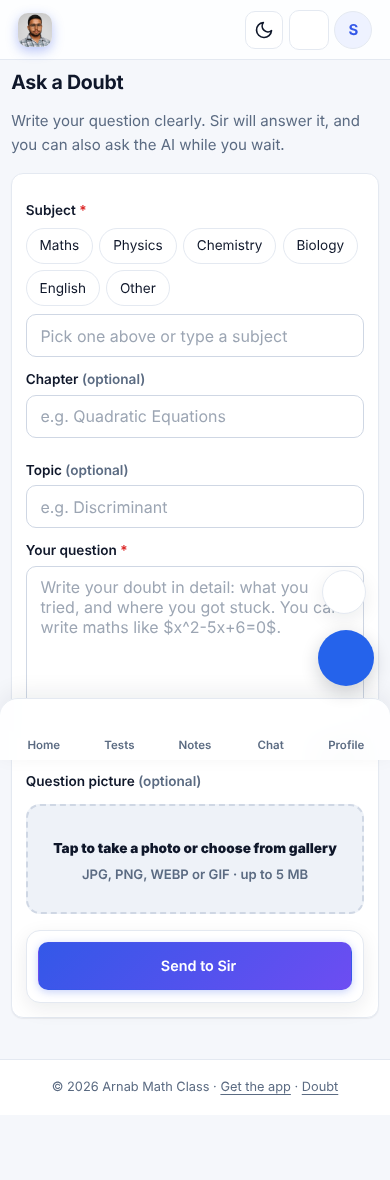 S
Ask a Doubt
Write your question clearly. Sir will answer it, and
you can also ask the AI while you wait.
Subject *
Maths
Physics
Chemistry
Biology
English
Other
Pick one above or type a subject
Chapter (optional)
e.g. Quadratic Equations
Topic (optional)
e.g. Discriminant
Your question *
Write your doubt in detail: what you
tried, and where you got stuck. You
write maths like $x^2-5x+6=0$.
Home
Tests
Notes
Chat
Profile
Question picture (optional)
Tap to take a photo or choose from gallery
JPG, PNG, WEBP or GIF · up to 5 MB
Send to Sir
© 2026 Arnab Math Class · Get the app · Doubt